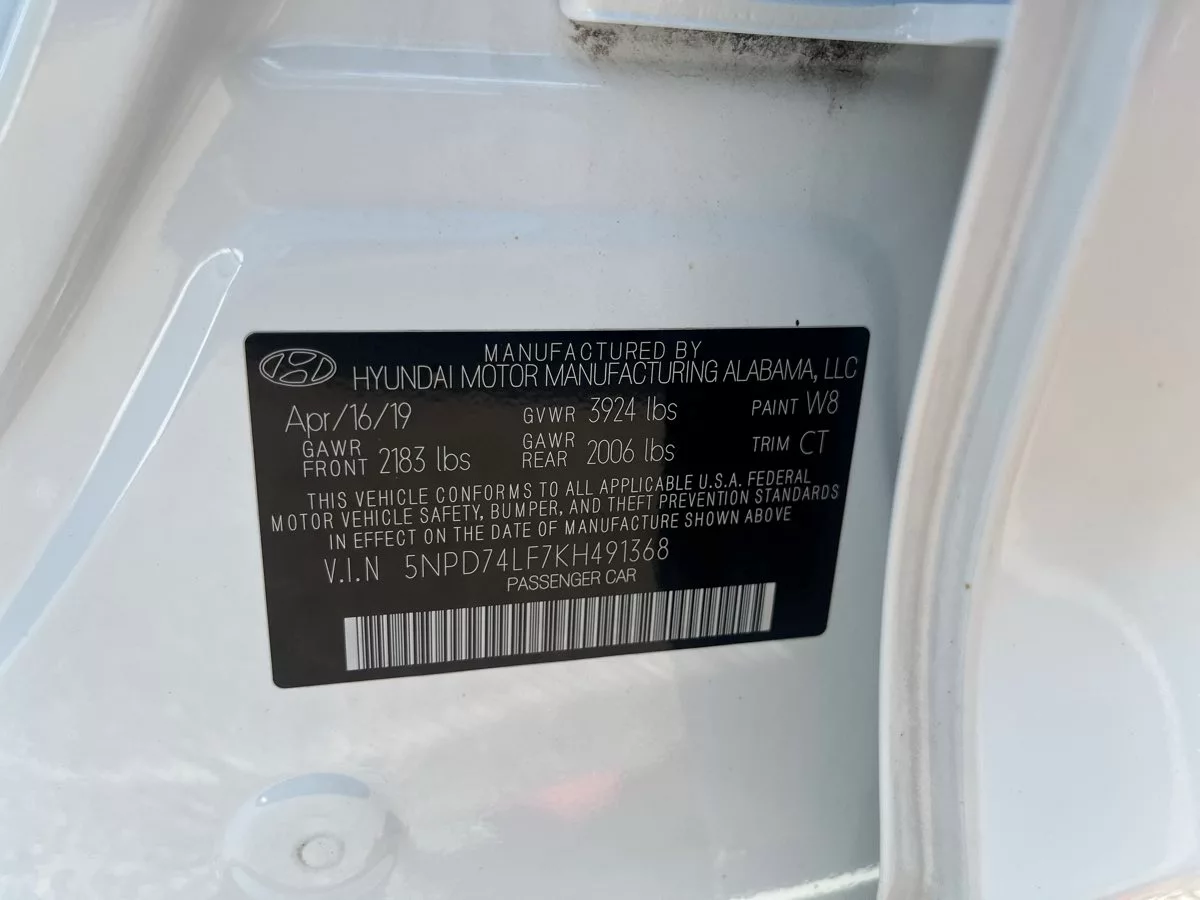 MANUFACTURED BY
HYUNDAI MOTOR MANUFACTURING ALABAMA, LLC
Apr/16/19 GVWR 3924 lbs PAINT W8
GAWR FRONT 2183 lbs GAWR REAR 2006 lbs TRIM CT
THIS VEHICLE CONFORMS TO ALL APPLICABLE U.S.A. FEDERAL
MOTOR VEHICLE SAFETY, BUMPER, AND THEFT PREVENTION STANDARDS
IN EFFECT ON THE DATE OF MANUFACTURE SHOWN ABOVE
V.I.N 5NPD74LF7KH491368
PASSENGER CAR